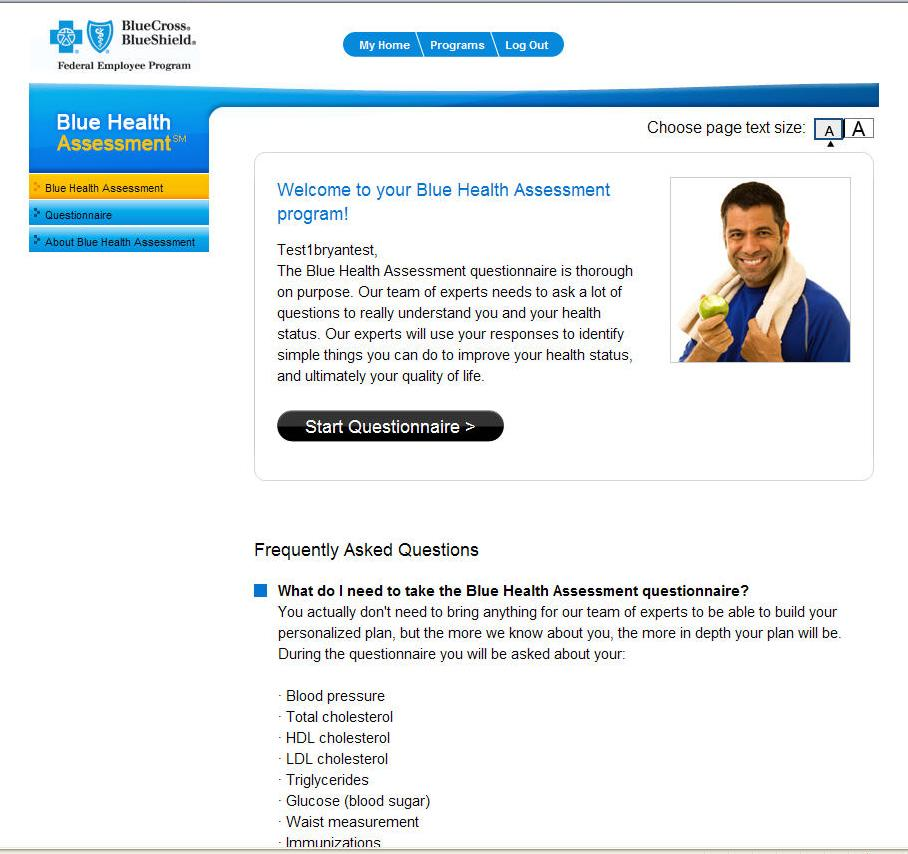 BlueCross®
BlueShield®
Federal Employee Program
My Home
Programs
Log Out
Blue Health
Assessment℠
Blue Health Assessment
Questionnaire
About Blue Health Assessment
Choose page text size:
A
A
Welcome to your Blue Health Assessment
program!
Test1bryantest,
The Blue Health Assessment questionnaire is thorough
on purpose. Our team of experts needs to ask a lot of
questions to really understand you and your health
status. Our experts will use your responses to identify
simple things you can do to improve your health status,
and ultimately your quality of life.
Start Questionnaire >
Frequently Asked Questions
What do I need to take the Blue Health Assessment questionnaire?
You actually don't need to bring anything for our team of experts to be able to build your
personalized plan, but the more we know about you, the more in depth your plan will be.
During the questionnaire you will be asked about your:
· Blood pressure
· Total cholesterol
· HDL cholesterol
· LDL cholesterol
· Triglycerides
· Glucose (blood sugar)
· Waist measurement
· Immunizations